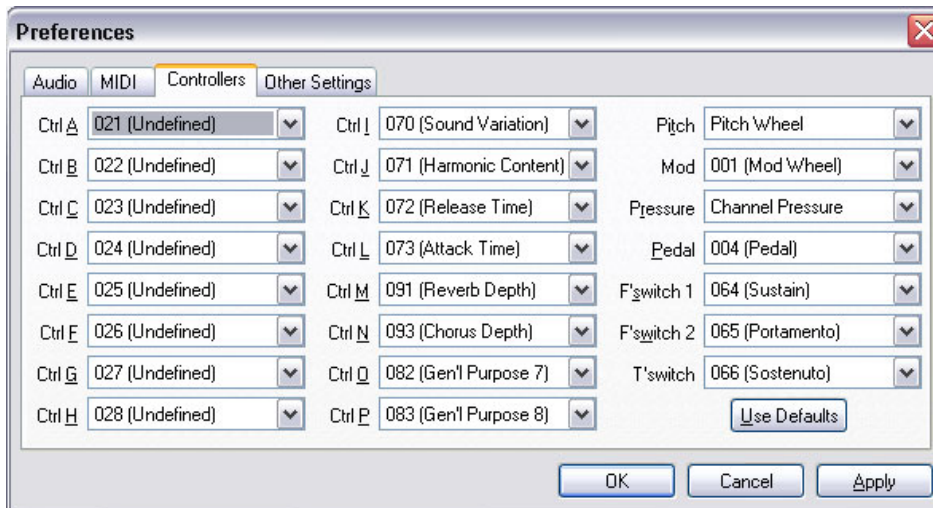 Preferences
Audio MIDI Controllers Other Settings
Ctrl A 021 (Undefined) Ctrl I 070 (Sound Variation) Pitch Pitch Wheel
Ctrl B 022 (Undefined) Ctrl J 071 (Harmonic Content) Mod 001 (Mod Wheel)
Ctrl C 023 (Undefined) Ctrl K 072 (Release Time) Pressure Channel Pressure
Ctrl D 024 (Undefined) Ctrl L 073 (Attack Time) Pedal 004 (Pedal)
Ctrl E 025 (Undefined) Ctrl M 091 (Reverb Depth) F'switch 1 064 (Sustain)
Ctrl F 026 (Undefined) Ctrl N 093 (Chorus Depth) F'switch 2 065 (Portamento)
Ctrl G 027 (Undefined) Ctrl O 082 (Gen'l Purpose 7) T'switch 066 (Sostenuto)
Ctrl H 028 (Undefined) Ctrl P 083 (Gen'l Purpose 8) Use Defaults
OK Cancel Apply